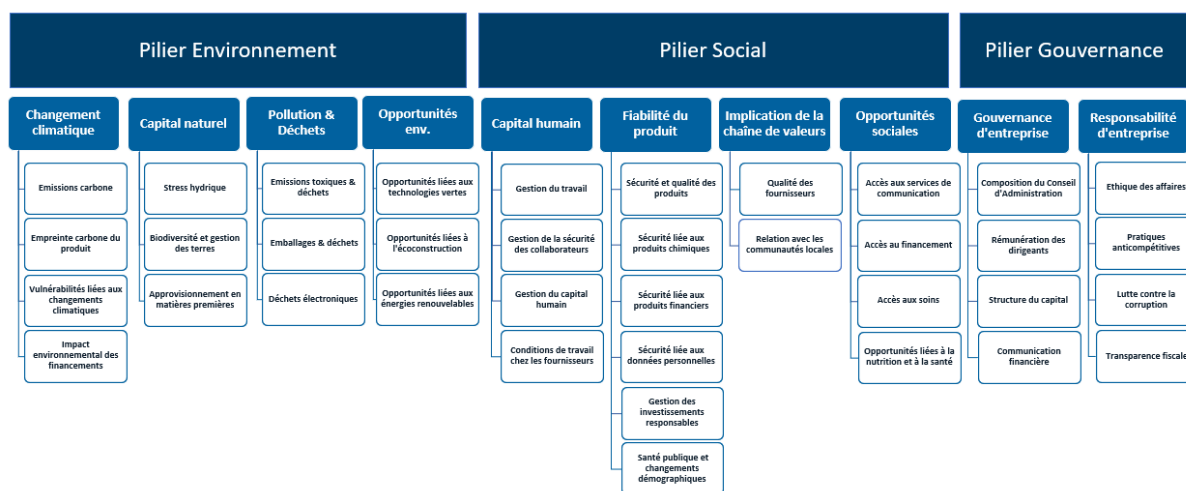 Pilier Environnement
Pilier Social
Pilier Gouvernance
Changement
climatique
Capital naturel
Pollution &
Déchets
Opportunités
env.
Capital humain
Fiabilité du
produit
Implication de la
chaîne de valeurs
Opportunités
sociales
Gouvernance
d'entreprise
Responsabilité
d'entreprise
Emissions carbone
Empreinte carbone du
produit
Vulnérabilités liées aux
changements
climatiques
Impact
environnemental des
financements
Stress hydrique
Biodiversité et gestion
des terres
Approvisionnement en
matières premières
Emissions toxiques &
déchets
Emballages & déchets
Déchets électroniques
Opportunités liées aux
technologies vertes
Opportunités liées à
l'écoconstruction
Opportunités liées aux
énergies renouvelables
Gestion du travail
Gestion de la sécurité
des collaborateurs
Gestion du capital
humain
Conditions de travail
chez les fournisseurs
Sécurité et qualité des
produits
Sécurité liée aux
produits chimiques
Sécurité liée aux
produits financiers
Sécurité liée aux
données personnelles
Gestion des
investissements
responsables
Santé publique et
changements
démographiques
Qualité des
fournisseurs
Relation avec les
communautés locales
Accès aux services de
communication
Accès au financement
Accès aux soins
Opportunités liées à la
nutrition et à la santé
Composition du Conseil
d'Administration
Rémunération des
dirigeants
Structure du capital
Communication
financière
Ethique des affaires
Pratiques
anticompétitives
Lutte contre la
corruption
Transparence fiscale